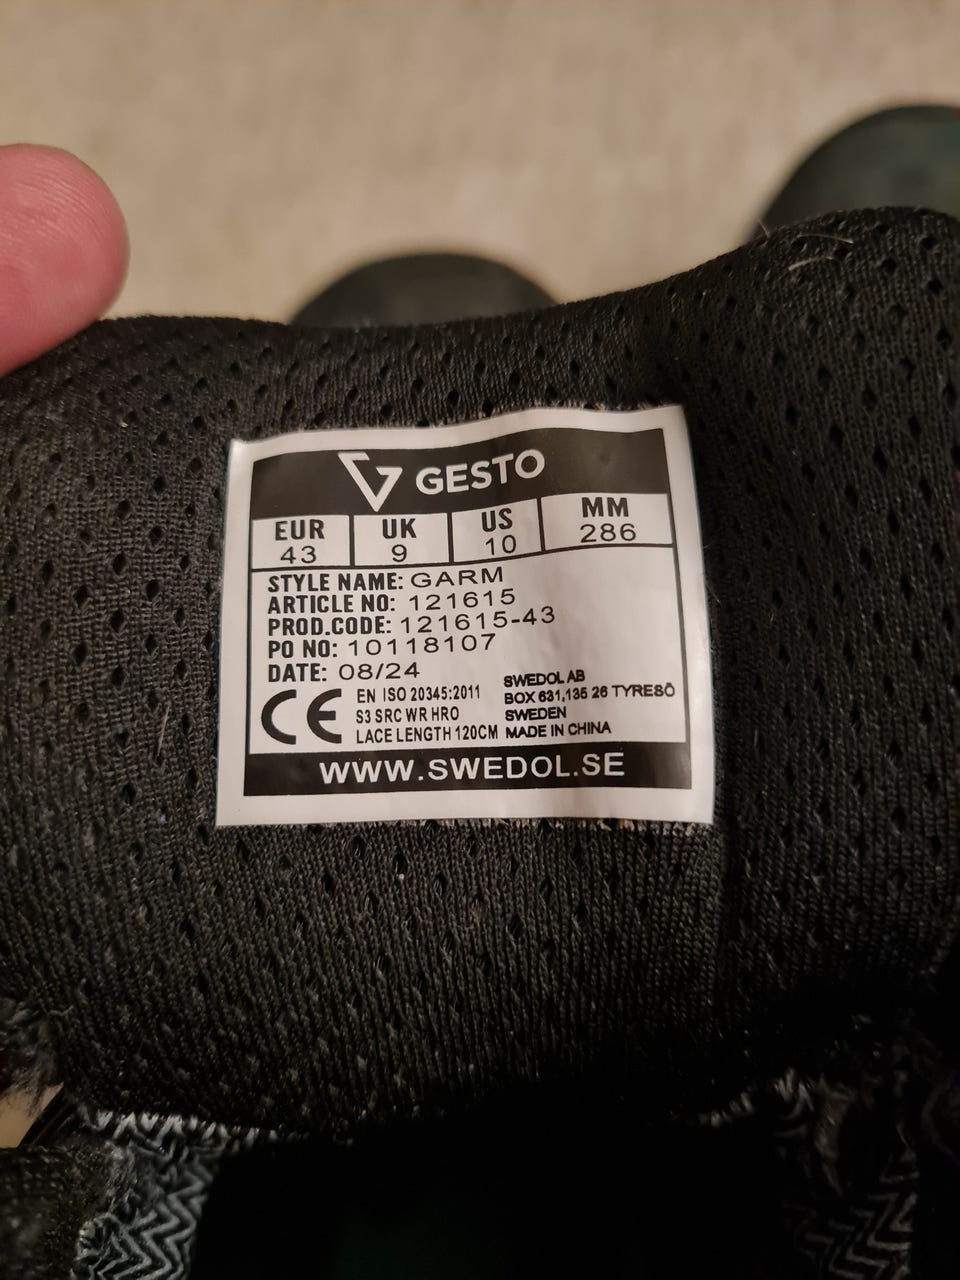 GESTO
EUR UK US MM
43 9 10 286
STYLE NAME: GARM
ARTICLE NO: 121615
PROD.CODE: 121615-43
PO NO: 10118107
DATE: 08/24
CE
EN ISO 20345:2011
S3 SRC WR HRO
LACE LENGTH 120CM
SWEDOL AB
BOX 631,135 26 TYRESÖ
SWEDEN
MADE IN CHINA
WWW.SWEDOL.SE